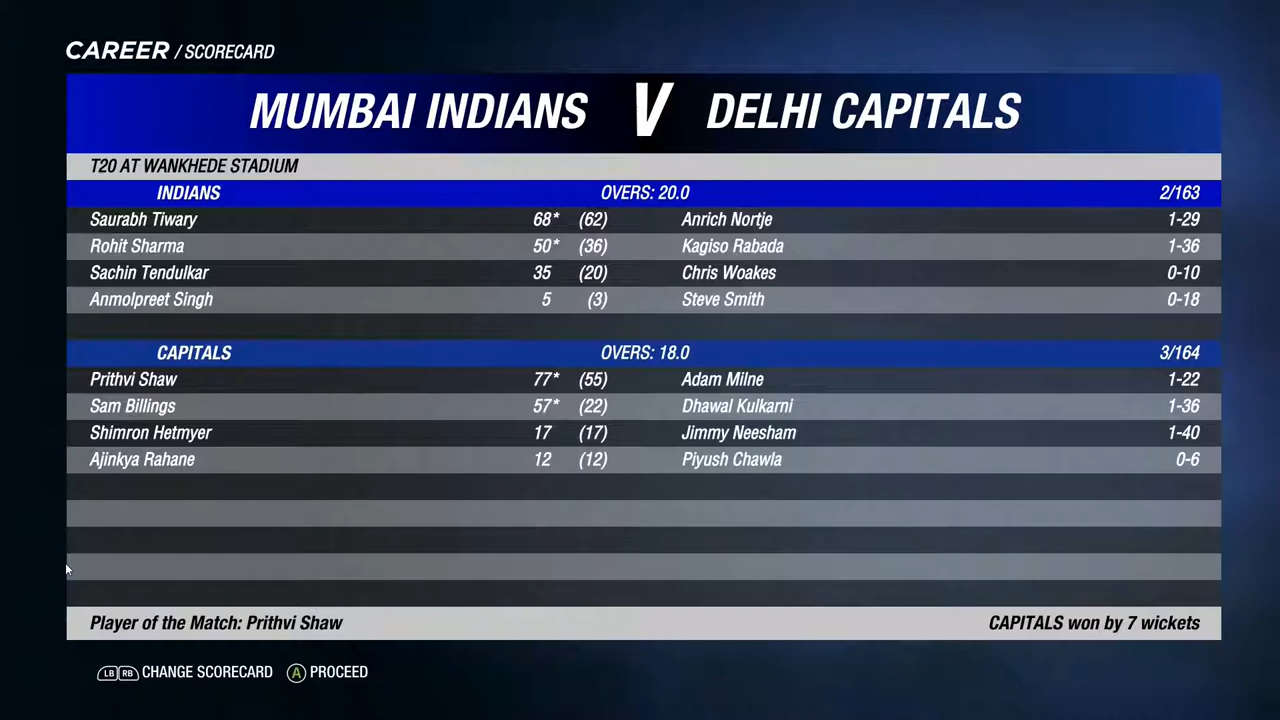 CAREER / SCORECARD
MUMBAI INDIANS V DELHI CAPITALS
T20 AT WANKHEDE STADIUM
INDIANS OVERS: 20.0 2/163
Saurabh Tiwary 68* (62) Anrich Nortje 1-29
Rohit Sharma 50* (36) Kagiso Rabada 1-36
Sachin Tendulkar 35 (20) Chris Woakes 0-10
Anmolpreet Singh 5 (3) Steve Smith 0-18
CAPITALS OVERS: 18.0 3/164
Prithvi Shaw 77* (55) Adam Milne 1-22
Sam Billings 57* (22) Dhawal Kulkarni 1-36
Shimron Hetmyer 17 (17) Jimmy Neesham 1-40
Ajinkya Rahane 12 (12) Piyush Chawla 0-6
Player of the Match: Prithvi Shaw CAPITALS won by 7 wickets
LB RB CHANGE SCORECARD A PROCEED